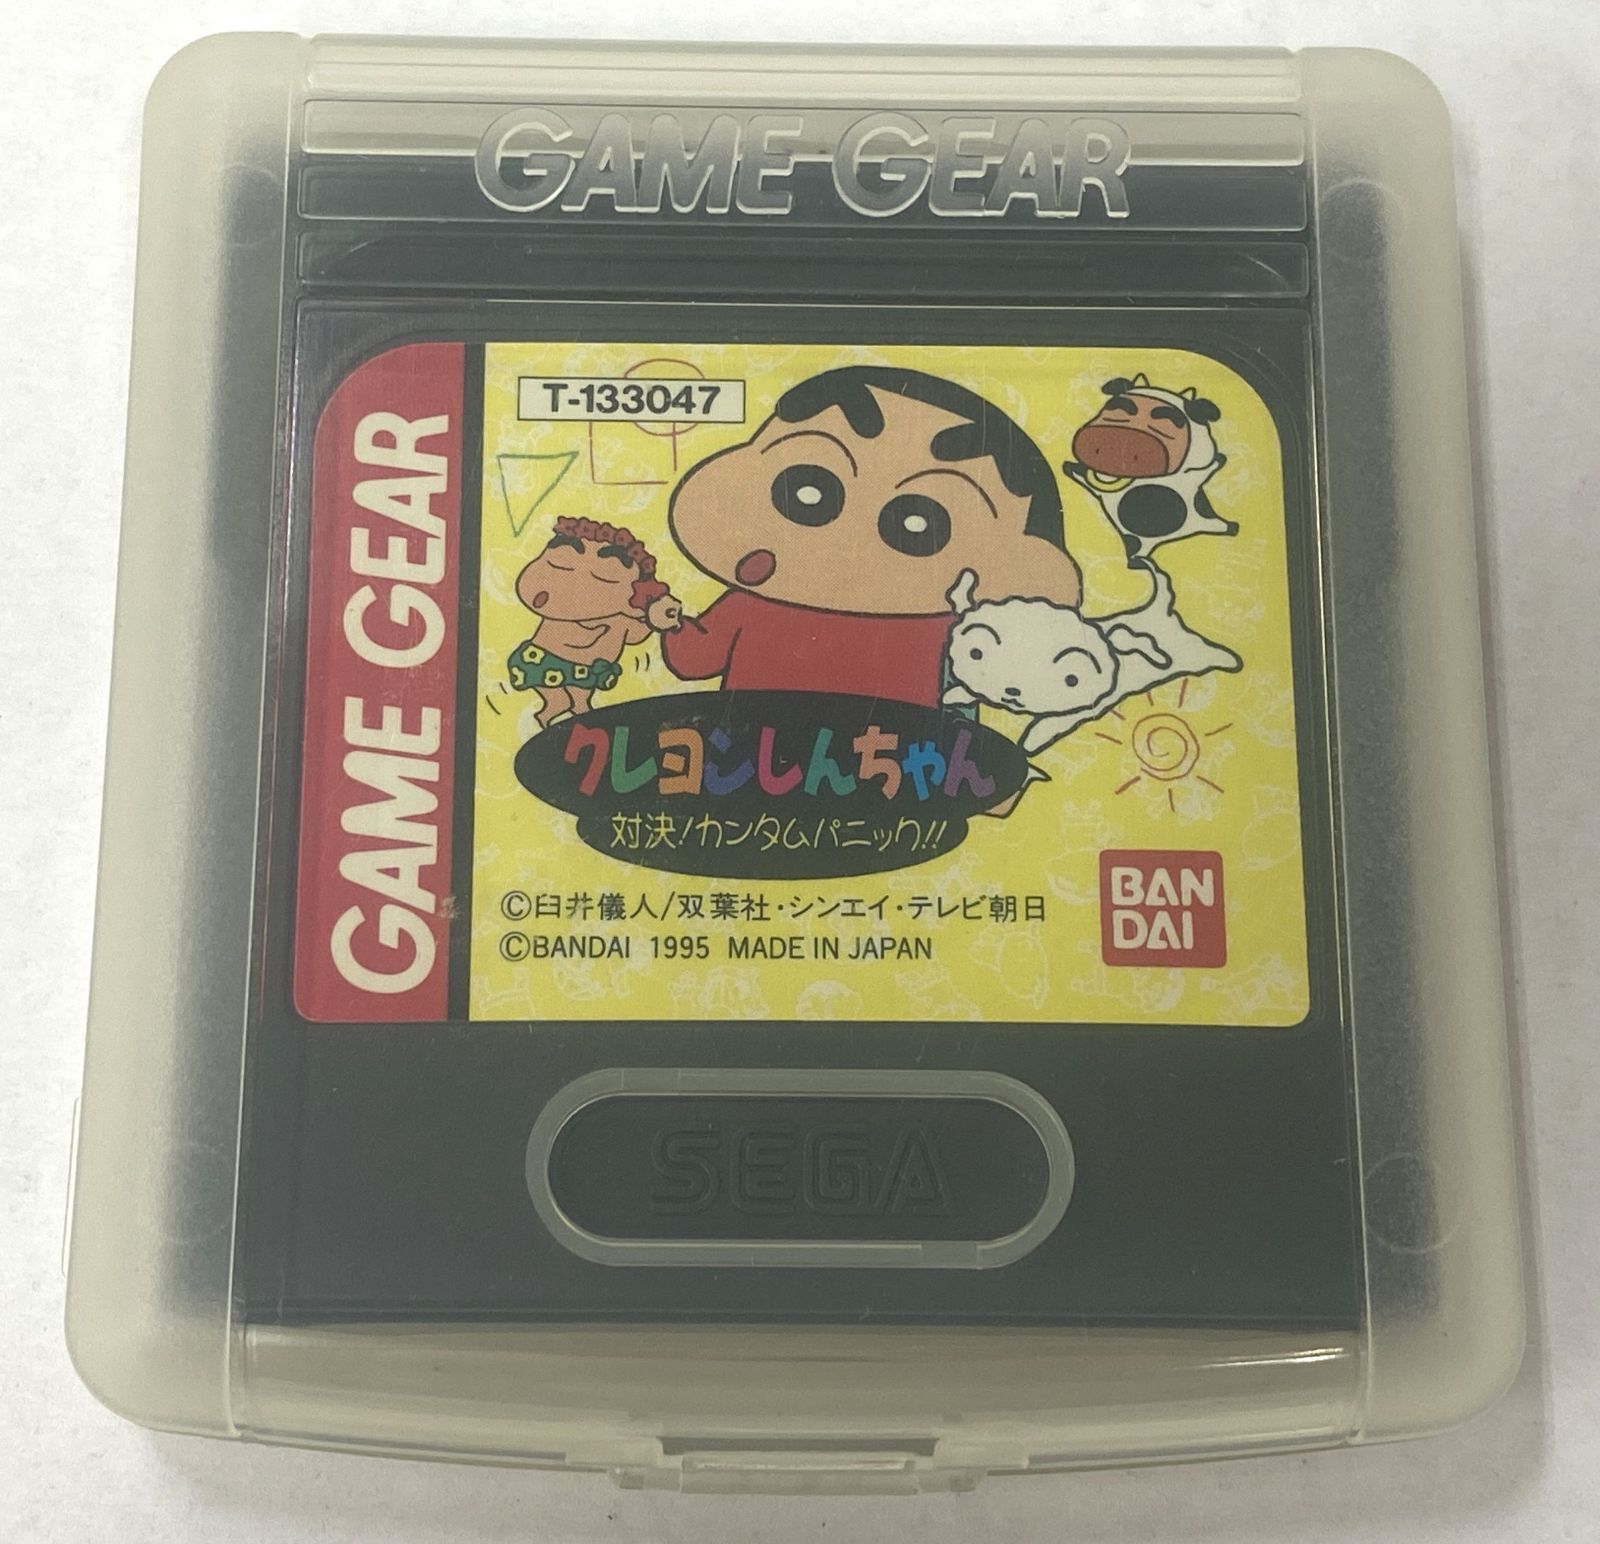 GAME GEAR
GAME GEAR
T-133047
クレヨンしんちゃん
対決!カンタムパニック!!
©臼井儀人/双葉社・シンエイ・テレビ朝日
©BANDAI 1995 MADE IN JAPAN
BAN
DAI
SEGA